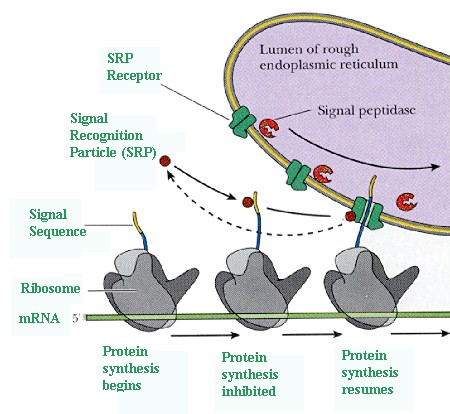 Lumen of rough
endoplasmic reticulum
SRP
Receptor
Signal peptidase
Signal
Recognition
Particle (SRP)
Signal
Sequence
Ribosome
mRNA 5'
Protein
synthesis
begins
Protein
synthesis
inhibited
Protein
synthesis
resumes